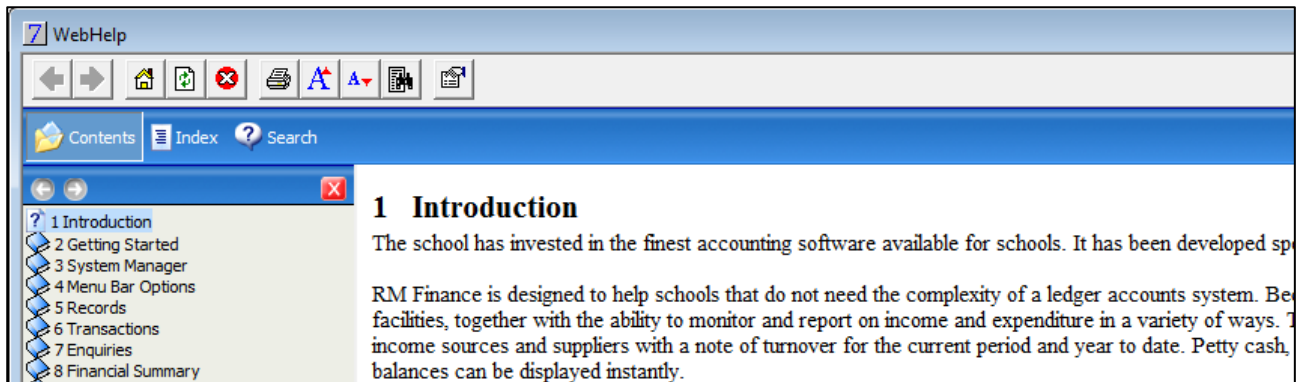 7 WebHelp
A A
Contents Index Search
1 Introduction
2 Getting Started
3 System Manager
4 Menu Bar Options
5 Records
6 Transactions
7 Enquiries
8 Financial Summary
1 Introduction
The school has invested in the finest accounting software available for schools. It has been developed
RM Finance is designed to help schools that do not need the complexity of a ledger accounts system.
facilities, together with the ability to monitor and report on income and expenditure in a variety of ways.
income sources and suppliers with a note of turnover for the current period and year to date. Petty cash,
balances can be displayed instantly.